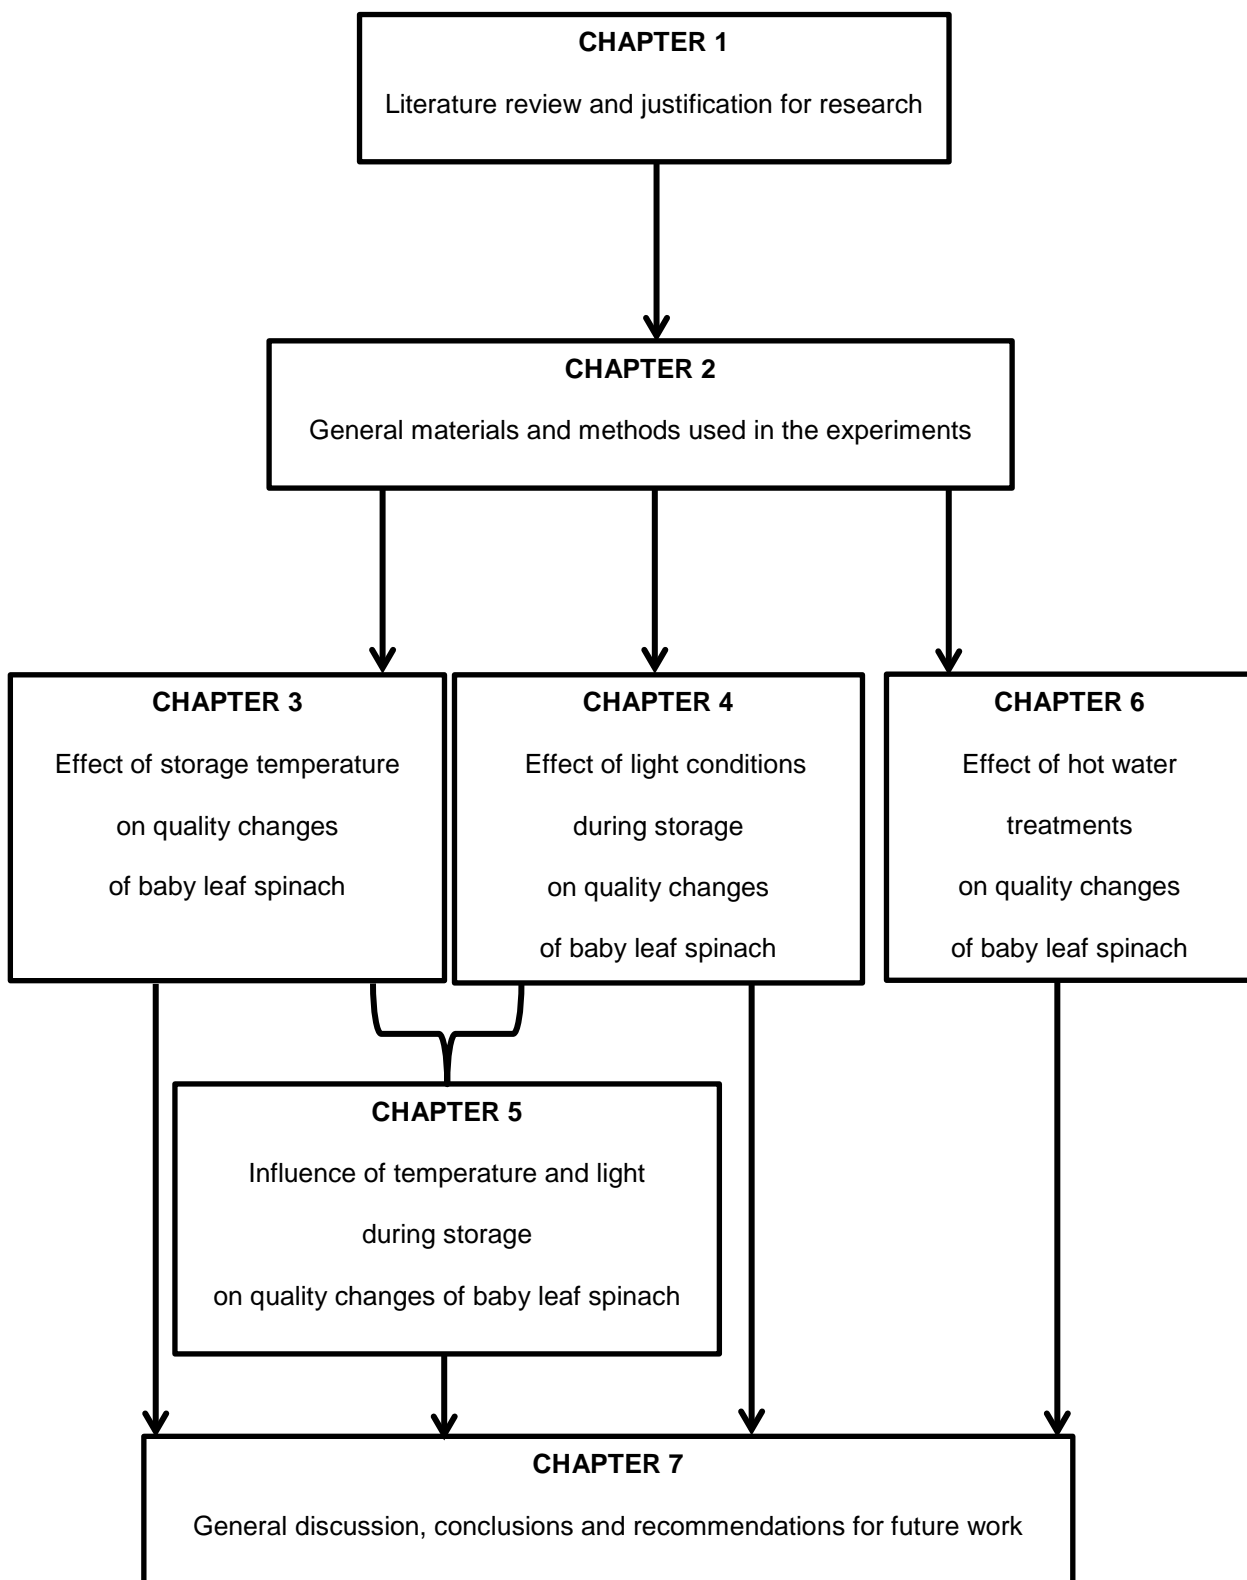 CHAPTER 1
Literature review and justification for research
CHAPTER 2
General materials and methods used in the experiments
CHAPTER 3
Effect of storage temperature
on quality changes
of baby leaf spinach
CHAPTER 4
Effect of light conditions
during storage
on quality changes
of baby leaf spinach
CHAPTER 6
Effect of hot water
treatments
on quality changes
of baby leaf spinach
CHAPTER 5
Influence of temperature and light
during storage
on quality changes of baby leaf spinach
CHAPTER 7
General discussion, conclusions and recommendations for future work